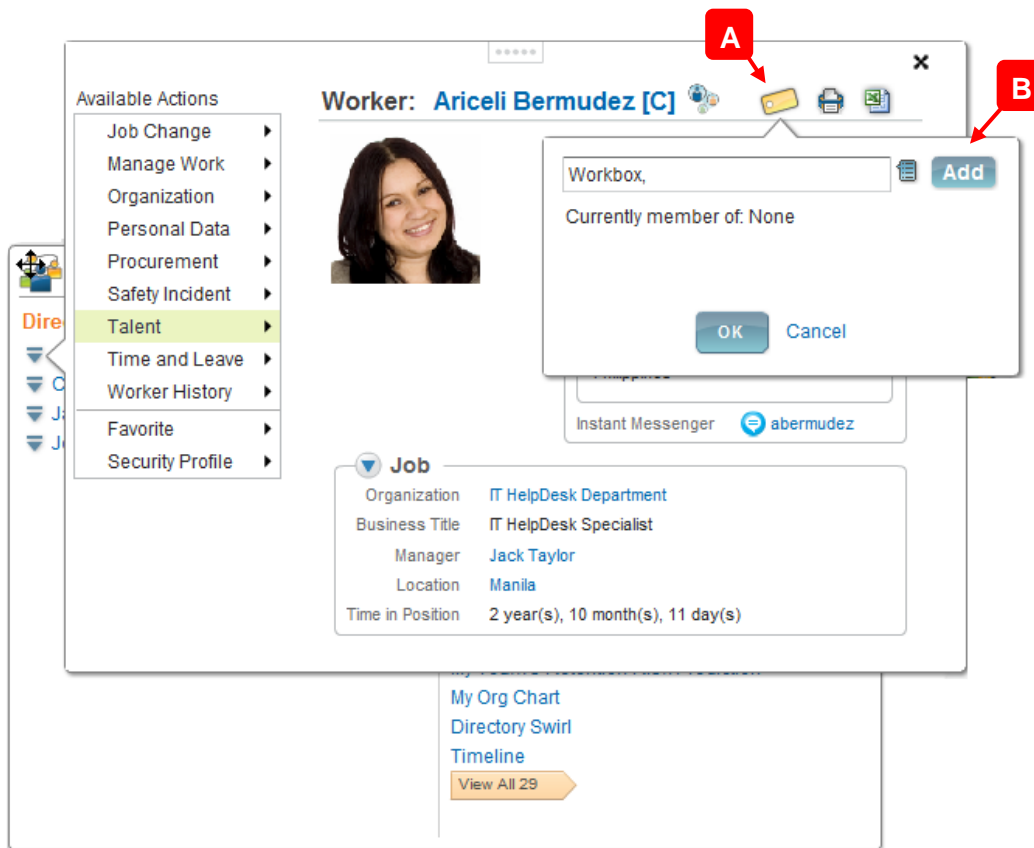 A
B
Available Actions
Job Change
Manage Work
Organization
Personal Data
Procurement
Safety Incident
Talent
Time and Leave
Worker History
Favorite
Security Profile
Worker: Ariceli Bermudez [C]
Workbox,
Add
Currently member of: None
OK Cancel
Instant Messenger abermudez
Job
Organization IT HelpDesk Department
Business Title IT HelpDesk Specialist
Manager Jack Taylor
Location Manila
Time in Position 2 year(s), 10 month(s), 11 day(s)
My Org Chart
Directory Swirl
Timeline
View All 29